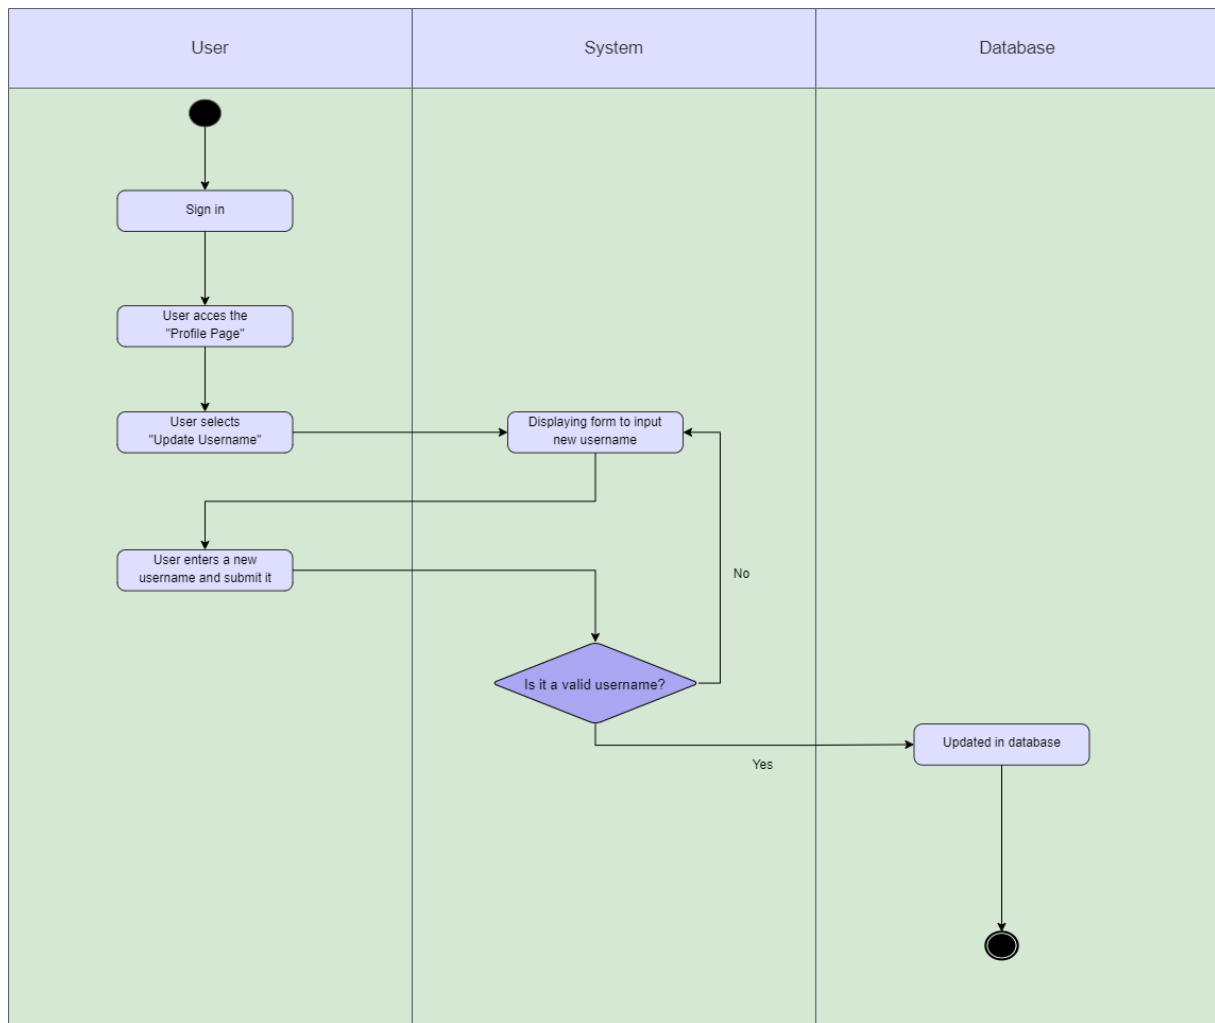 User
System
Database
Sign in
User acces the
"Profile Page"
User selects
"Update Username"
Displaying form to input
new username
User enters a new
username and submit it
No
Is it a valid username?
Updated in database
Yes